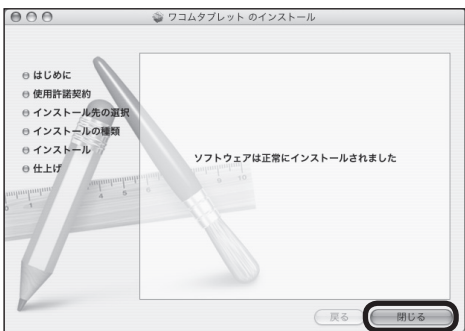 ワコムタブレット のインストール
はじめに
使用許諾契約
インストール先の選択
インストールの種類
インストール
仕上げ
ソフトウェアは正常にインストールされました
戻る
閉じる